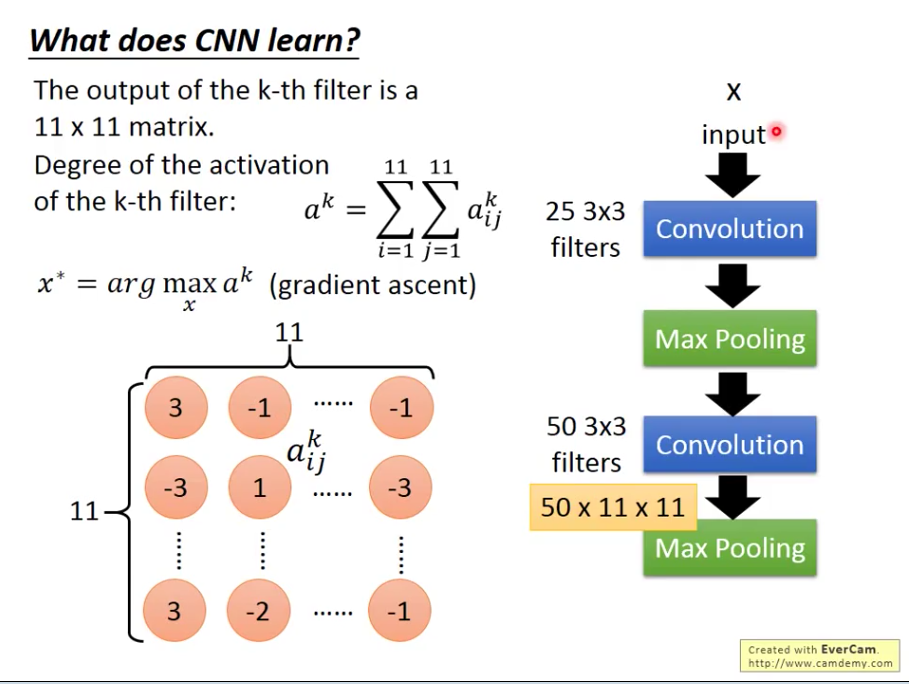 What does CNN learn?
The output of the k-th filter is a
11 x 11 matrix.
Degree of the activation
of the k-th filter:
a^k = ∑_{i=1}^{11} ∑_{j=1}^{11} a_{ij}^k
x* = arg max_x a^k (gradient ascent)
11
11
3 -1 ...... -1
a_{ij}^k
-3 1 ...... -3
3 -2 ...... -1
x
input
25 3x3
filters
Convolution
Max Pooling
50 3x3
filters
Convolution
50 x 11 x 11
Max Pooling
Created with EverCam.
http://www.camdemy.com